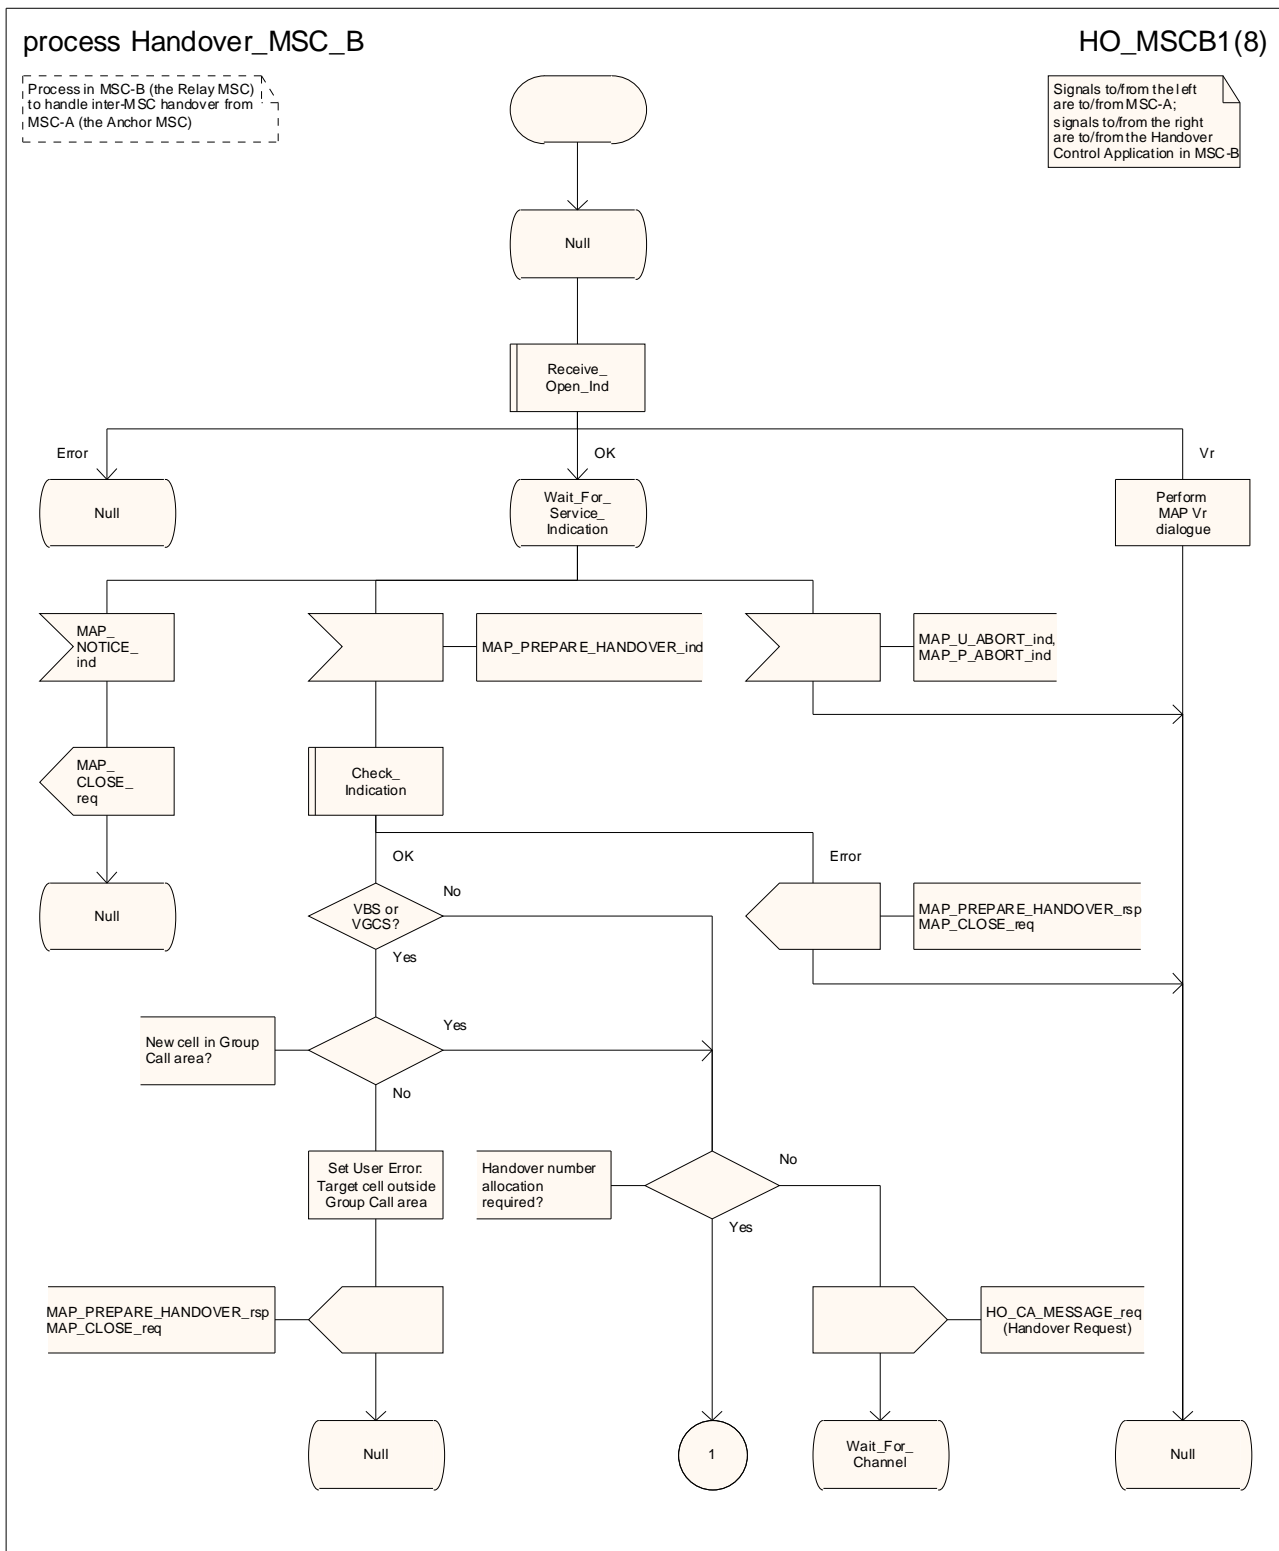 process Handover_MSC_B
HO_MSCB1(8)
Process in MSC-B (the Relay MSC)
to handle inter-MSC handover from
MSC-A (the Anchor MSC)
Signals to/from the left
are to/from MSC-A;
signals to/from the right
are to/from the Handover
Control Application in MSC-B
Null
Receive_
Open_Ind
Error
OK
Vr
Null
Wait_For_
Service_
Indication
Perform
MAP Vr
dialogue
MAP_
NOTICE_
ind
MAP_PREPARE_HANDOVER_ind
MAP_U_ABORT_ind,
MAP_P_ABORT_ind
MAP_
CLOSE_
req
Check_
Indication
OK
Error
Null
VBS or
VGCS?
No
Yes
MAP_PREPARE_HANDOVER_rsp
MAP_CLOSE_req
New cell in Group
Call area?
Yes
No
Set User Error:
Target cell outside
Group Call area
Handover number
allocation
required?
No
Yes
MAP_PREPARE_HANDOVER_rsp
MAP_CLOSE_req
HO_CA_MESSAGE_req
(Handover Request)
Null
1
Wait_For_
Channel
Null